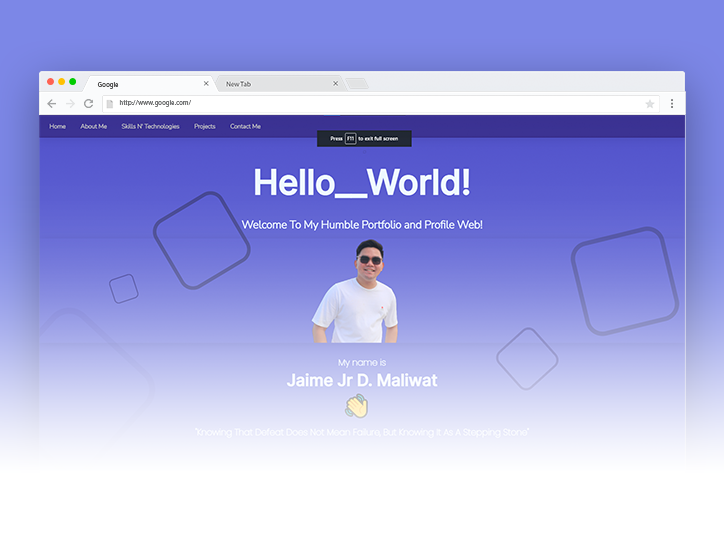 Google
New Tab
http://www.google.com/
Home About Me Skills N' Technologies Projects Contact Me
Press F11 to exit full screen
Hello__World!
Welcome To My Humble Portfolio and Profile Web!
My name is
Jaime Jr D. Maliwat
"Knowing That Defeat Does Not Mean Failure, But Knowing It As A Stepping Stone"